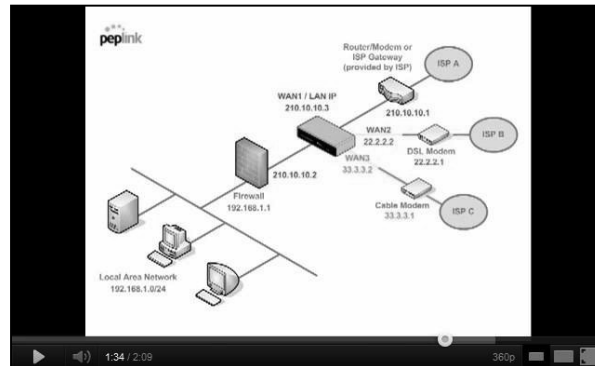 peplink
Router/Modem or
ISP Gateway
(provided by ISP)
ISP A
WAN1 / LAN IP
210.10.10.3
210.10.10.1
WAN2
22.2.2.2
ISP B
DSL Modem
22.2.2.1
WAN3
33.3.3.2
210.10.10.2
Firewall
192.168.1.1
Cable Modem
33.3.3.1
ISP C
Local Area Network
192.168.1.0/24
1:34 / 2:09
360p